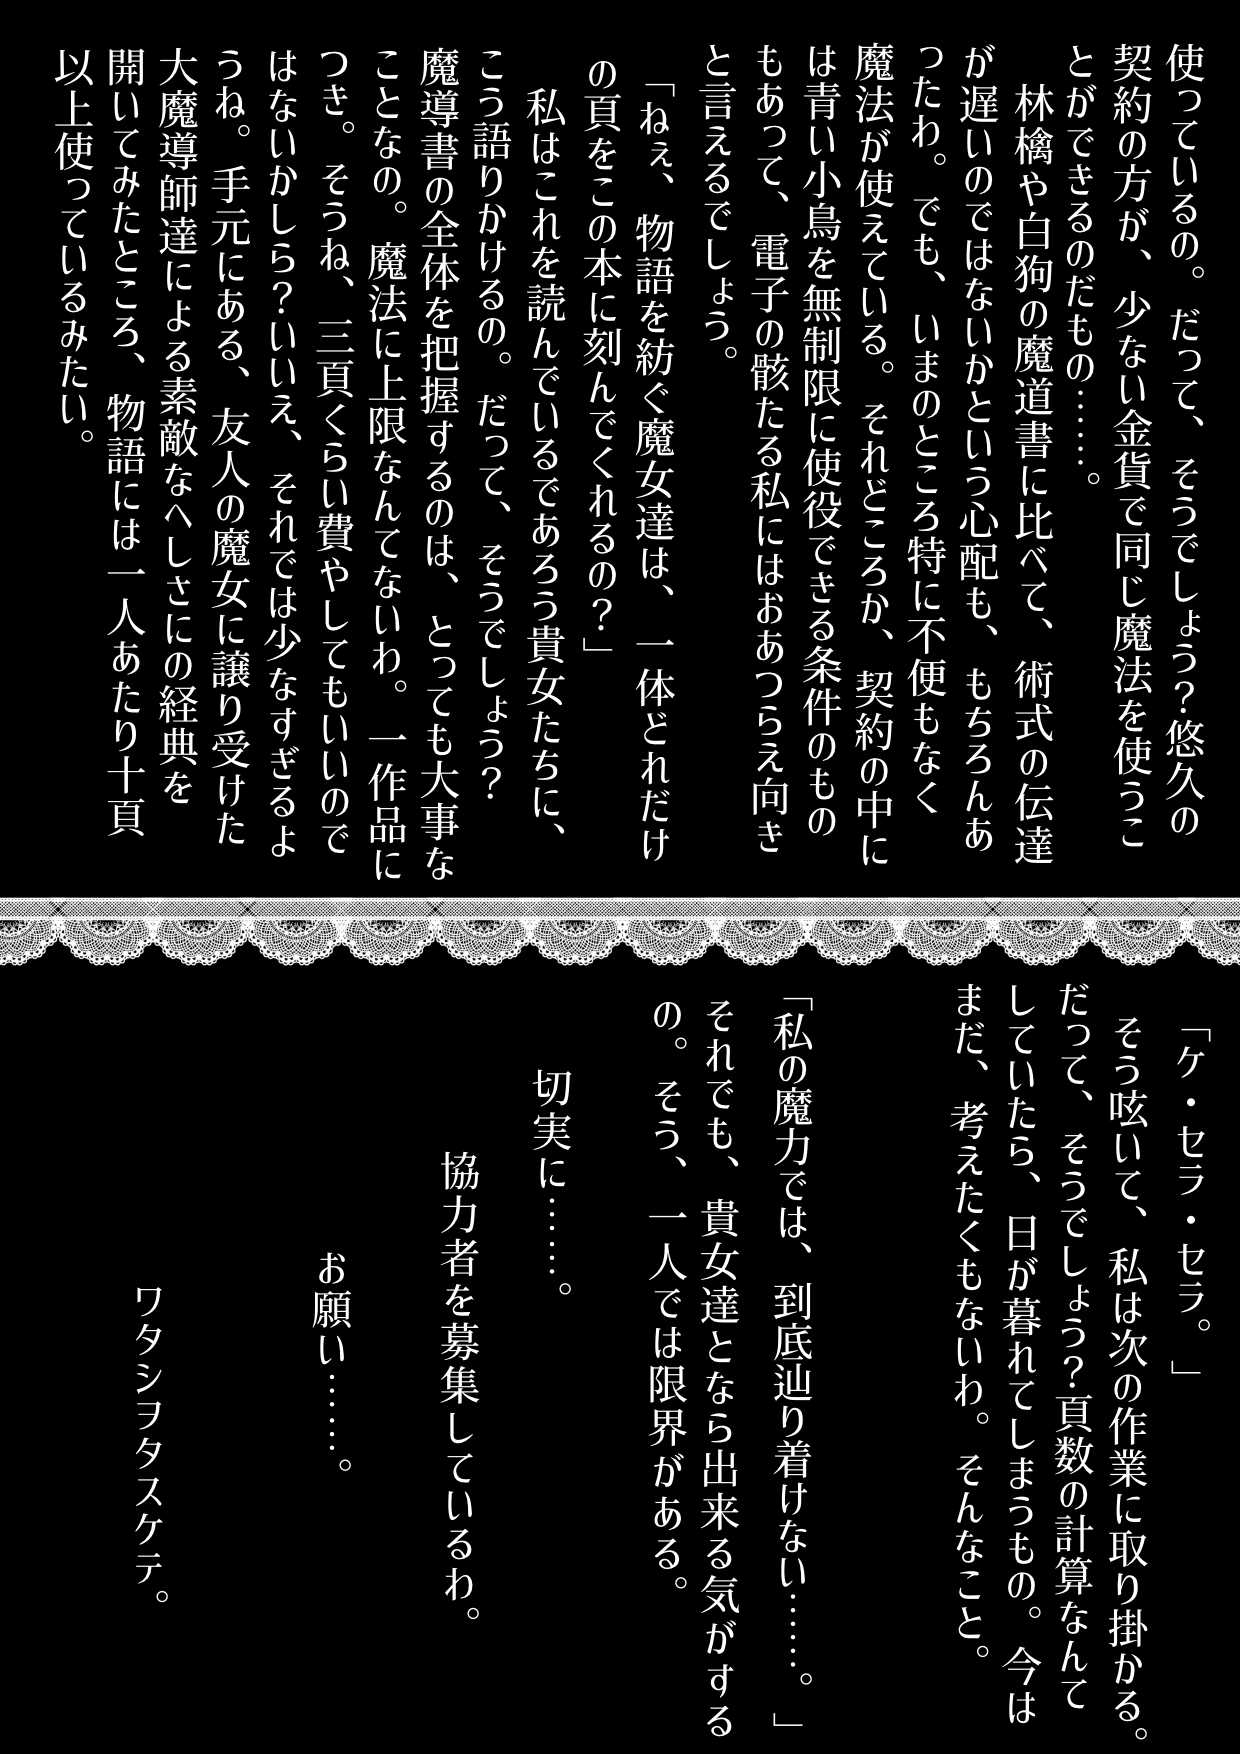 使っているの。だって、そうでしょう?悠久の
契約の方が、少ない金貨で同じ魔法を使うこ
とができるのだもの……。
林檎や白狗の魔道書に比べて、術式の伝達
が遅いのではないかという心配も、もちろんあ
ったわ。でも、いまのところ特に不便もなく
魔法が使えている。それどころか、契約の中に
は青い小鳥を無制限に使役できる条件のもの
もあって、電子の骸たる私にはおあつらえ向き
と言えるでしょう。
「ねぇ、物語を紡ぐ魔女達は、一体どれだけ
の頁をこの本に刻んでくれるの?」
私はこれを読んでいるであろう貴女たちに、
こう語りかけるの。だって、そうでしょう?
魔導書の全体を把握するのは、とっても大事な
ことなの。魔法に上限なんてないわ。一作品に
つき。そうね、三頁くらい費やしてもいいので
はないかしら?いいえ、それでは少なすぎるよ
うね。手元にある、友人の魔女に譲り受けた
大魔導師達による素敵なへしさにの経典を
開いてみたところ、物語には一人あたり十頁
以上使っているみたい。
「ケ・セラ・セラ。」
そう呟いて、私は次の作業に取り掛かる。
だって、そうでしょう?頁数の計算なんて
していたら、日が暮れてしまうもの。今は
まだ、考えたくもないわ。そんなこと。
「私の魔力では、到底辿り着けない……。」
それでも、貴女達となら出来る気がする
の。そう、一人では限界がある。
切実に……。
協力者を募集しているわ。
お願い……。
ワタシヲタスケテ。